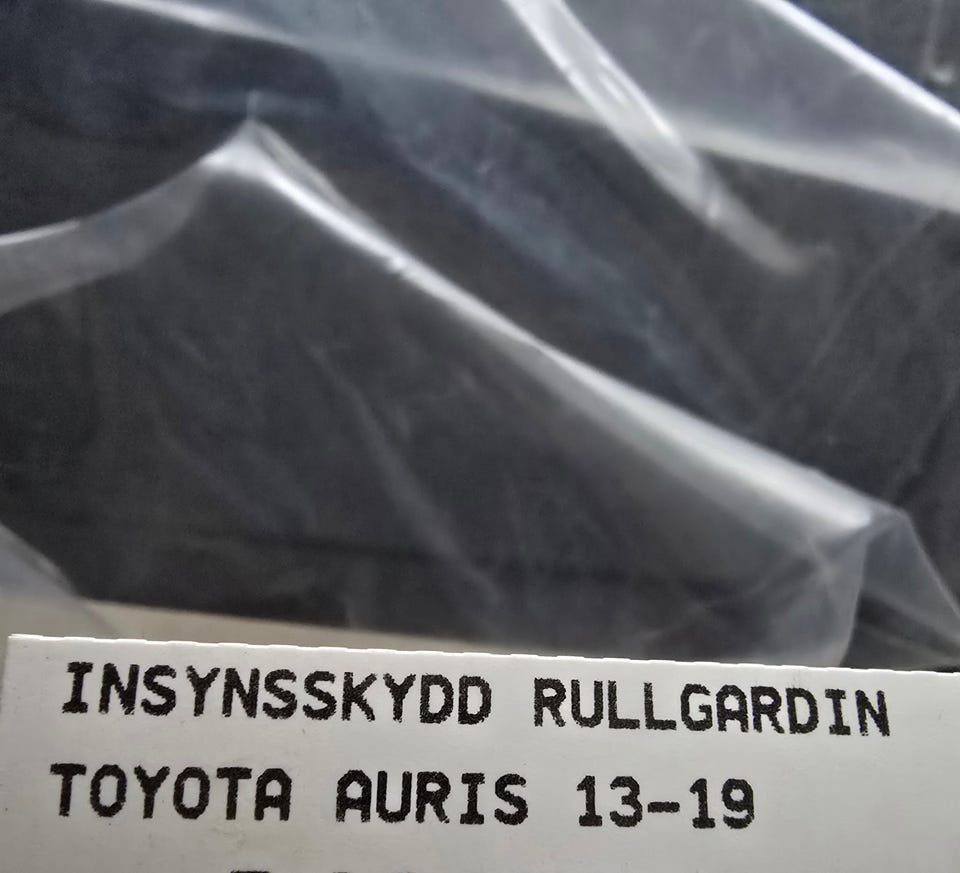 INSYNSSKYDD RULLGARDIN
TOYOTA AURIS 13-19